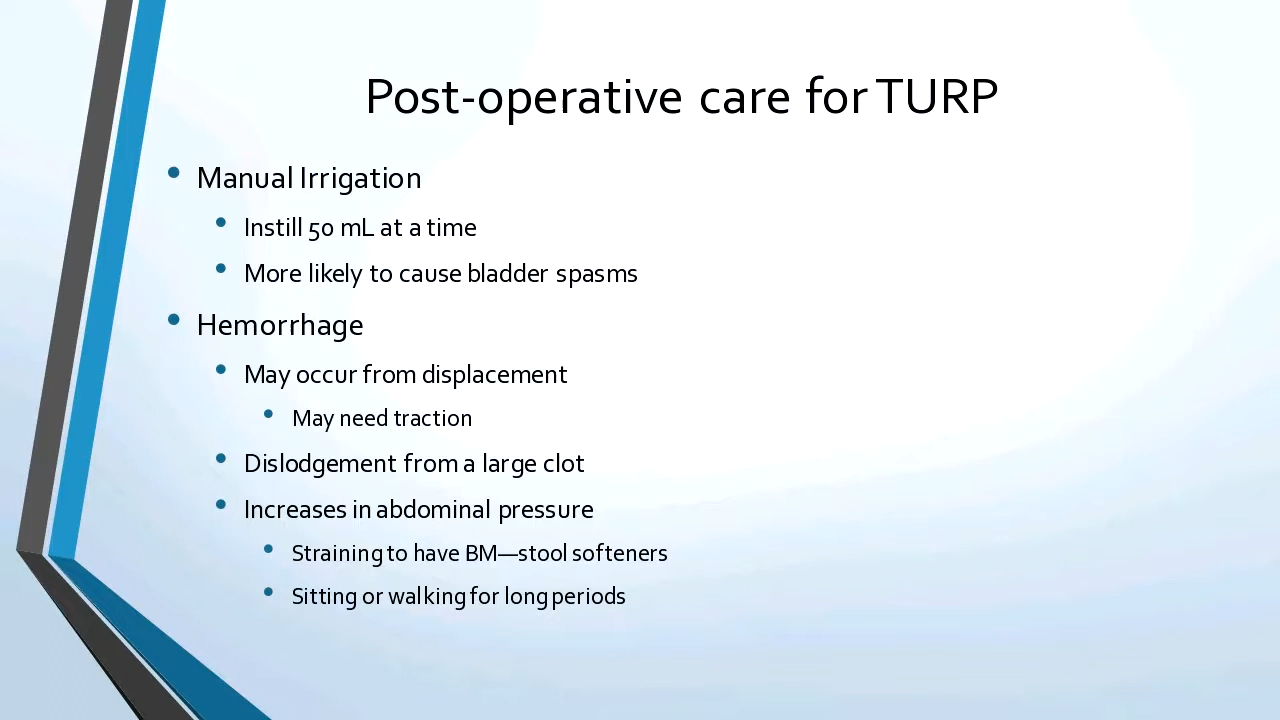 Post-operative care for TURP
• Manual Irrigation
• Instill 50 mL at a time
• More likely to cause bladder spasms
• Hemorrhage
• May occur from displacement
• May need traction
• Dislodgement from a large clot
• Increases in abdominal pressure
• Straining to have BM—stool softeners
• Sitting or walking for long periods